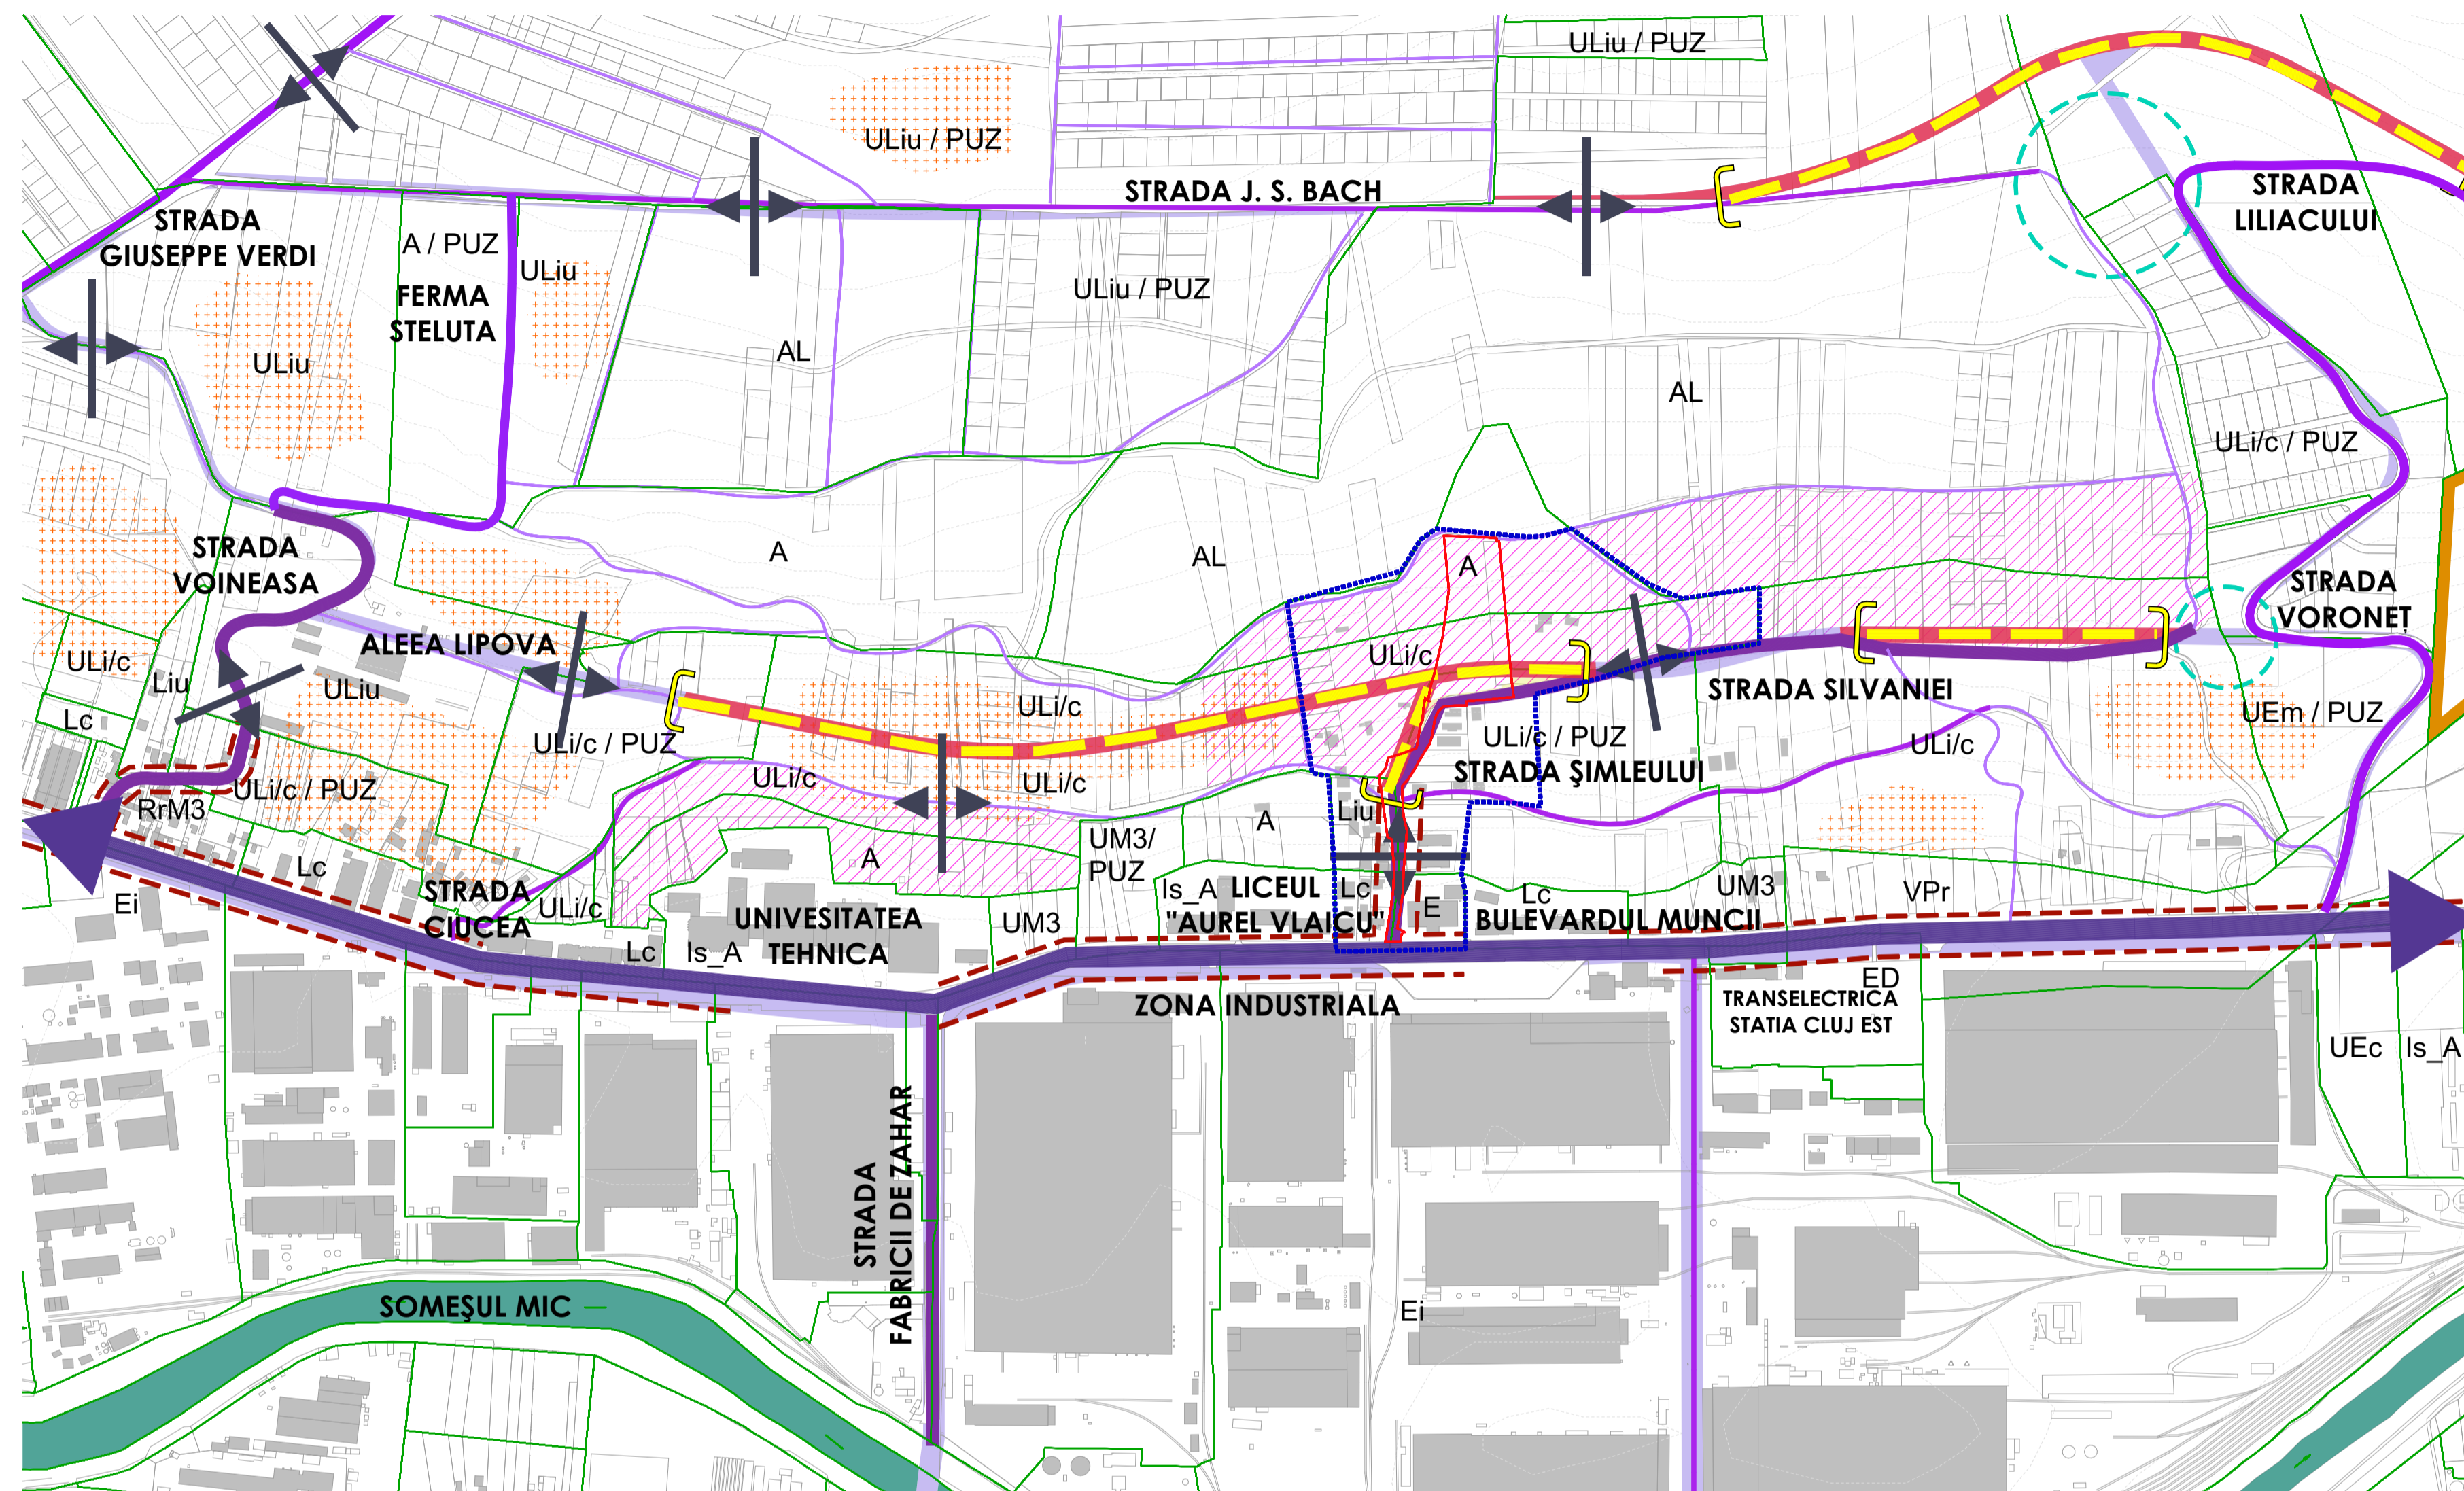 ULiu / PUZ
ULiu / PUZ
STRADA J. S. BACH
STRADA
LILIACULUI
STRADA
GIUSEPPE VERDI
A / PUZ
ULiu
FERMA
STELUTA
ULiu / PUZ
ULiu
AL
AL
ULi/c / PUZ
STRADA
VOINEASA
A
AL
A
STRADA
VORONEȚ
ALEEA LIPOVA
ULi/c
Liu
ULiu
ULi/c
ULi/c
STRADA SILVANIEI
Lc
ULi/c / PUZ
ULi/c / PUZ
ULi/c
UEm / PUZ
STRADA ŞIMLEULUI
ULi/c
ULi/c
ULi/c / PUZ
RrM3
Liu
A
UM3/
PUZ
Lc
A
STRADA
CIUCEA
Ei
ULi/c
Is_A
LICEUL
"AUREL VLAICU"
Lc
E
Lc
UM3
VPr
BULEVARDUL MUNCII
UNIVESITATEA
TEHNICA
UM3
Lc
Is_A
ED
ZONA INDUSTRIALA
TRANSELECTRICA
STATIA CLUJ EST
UEc
Is_A
STRADA
FABRICII DE ZAHAR
SOMEŞUL MIC
Ei